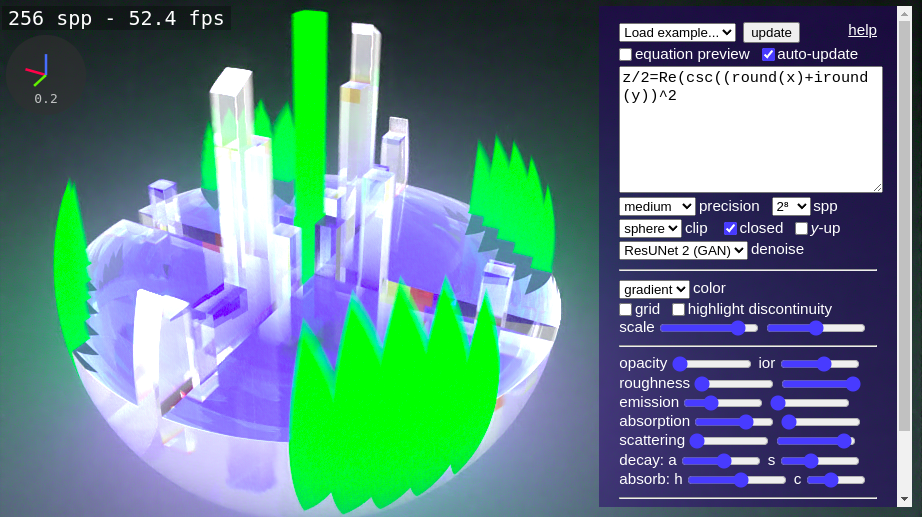 256 spp - 52.4 fps
0.2
Load example... update help
equation preview auto-update
z/2=Re(csc((round(x)+iround
(y))^2
medium precision 2⁸ spp
sphere clip closed y-up
ResUNet 2 (GAN) denoise
gradient color
grid highlight discontinuity
scale
opacity ior
roughness
emission
absorption
scattering
decay: a s
absorb: h c